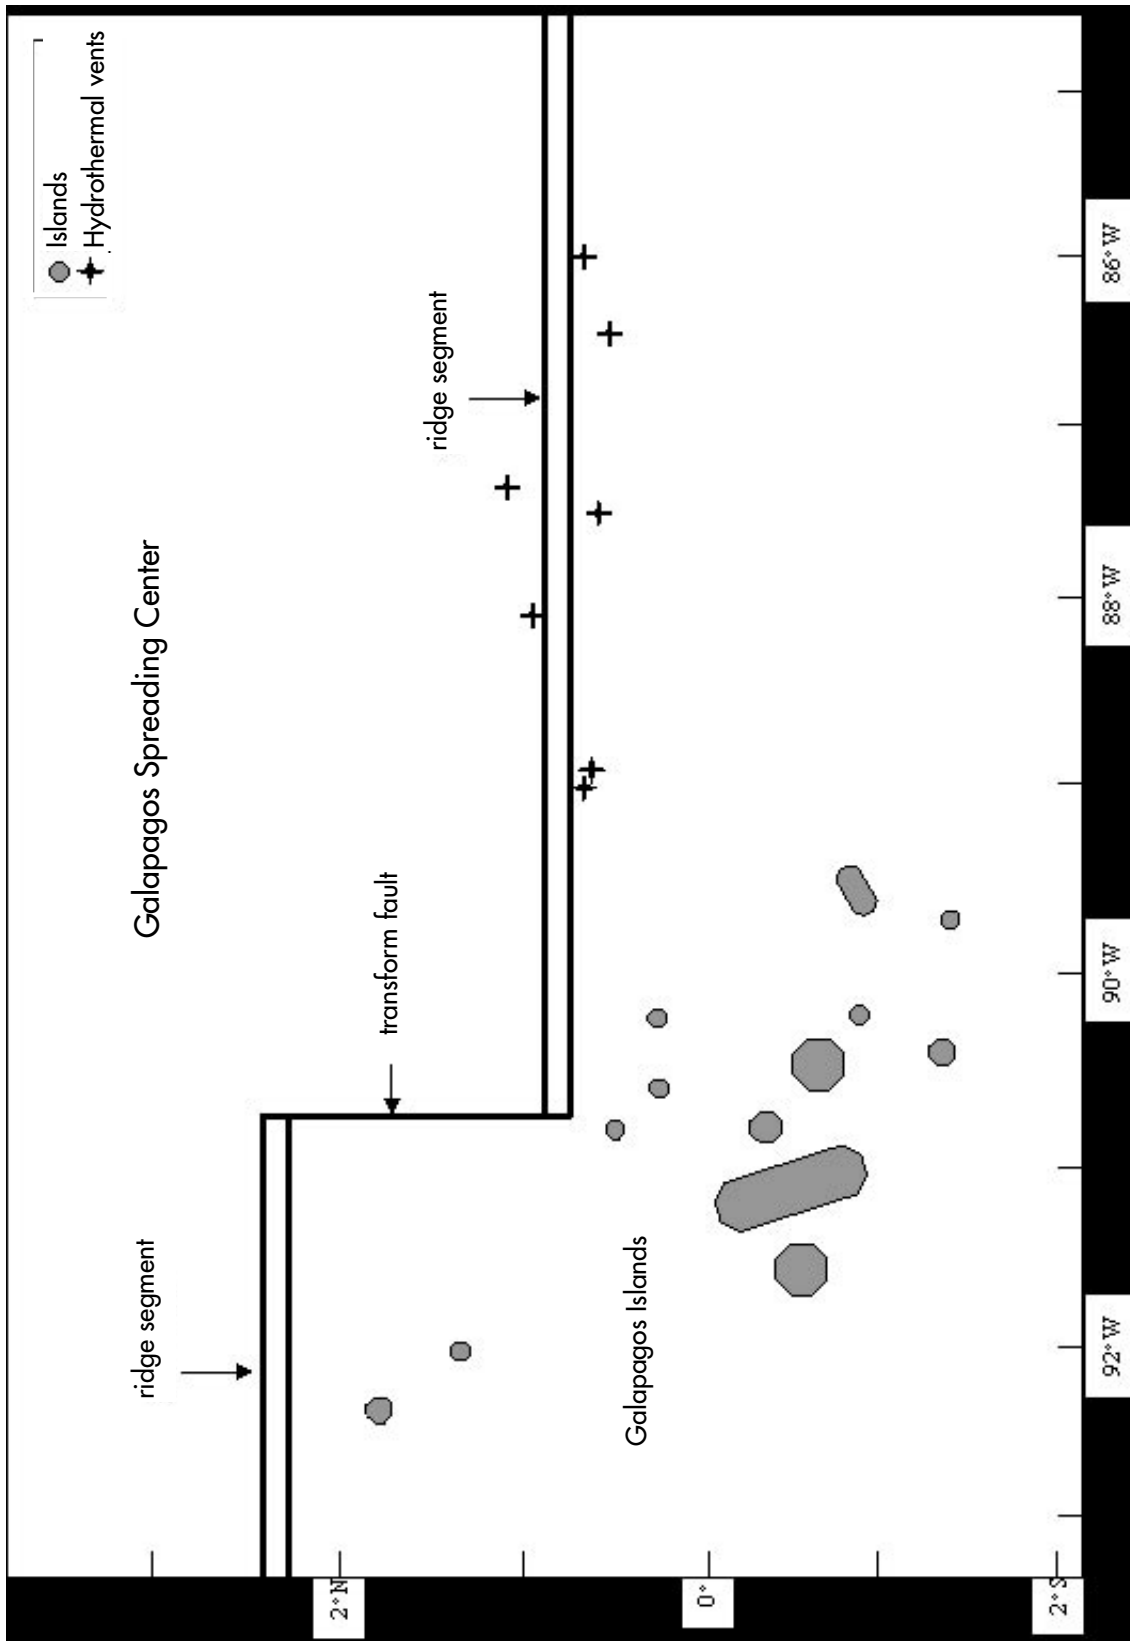 Galapagos Spreading Center
Islands
Hydrothermal vents
ridge segment
transform fault
ridge segment
Galapagos Islands
2°N
0°
2°S
92°W
90°W
88°W
86°W